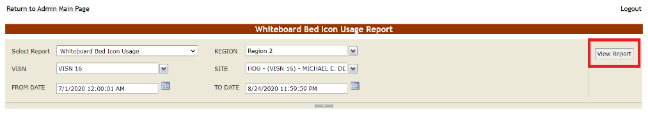 Return to Admin Main Page Logout
Whiteboard Bed Icon Usage Report
Select Report Whiteboard Bed Icon Usage REGION Region 2 View Report
VISN VISN 16 SITE HOU - (VISN 16) - MICHAEL E. DE
FROM DATE 7/1/2020 12:00:01 AM TO DATE 8/24/2020 11:59:59 PM